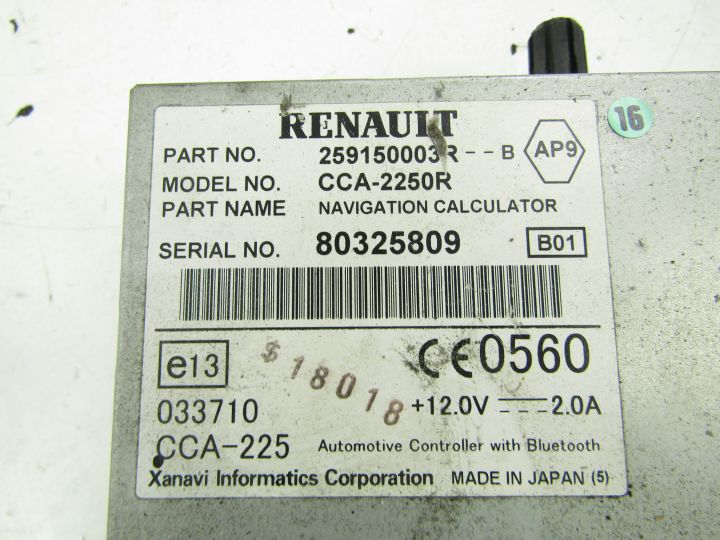 RENAULT
16
PART NO. 259150003R--B AP9
MODEL NO. CCA-2250R
PART NAME NAVIGATION CALCULATOR
SERIAL NO. 80325809 B01
e13 CE0560
$18018
033710 +12.0V 2.0A
CCA-225 Automotive Controller with Bluetooth
Xanavi Informatics Corporation MADE IN JAPAN (5)